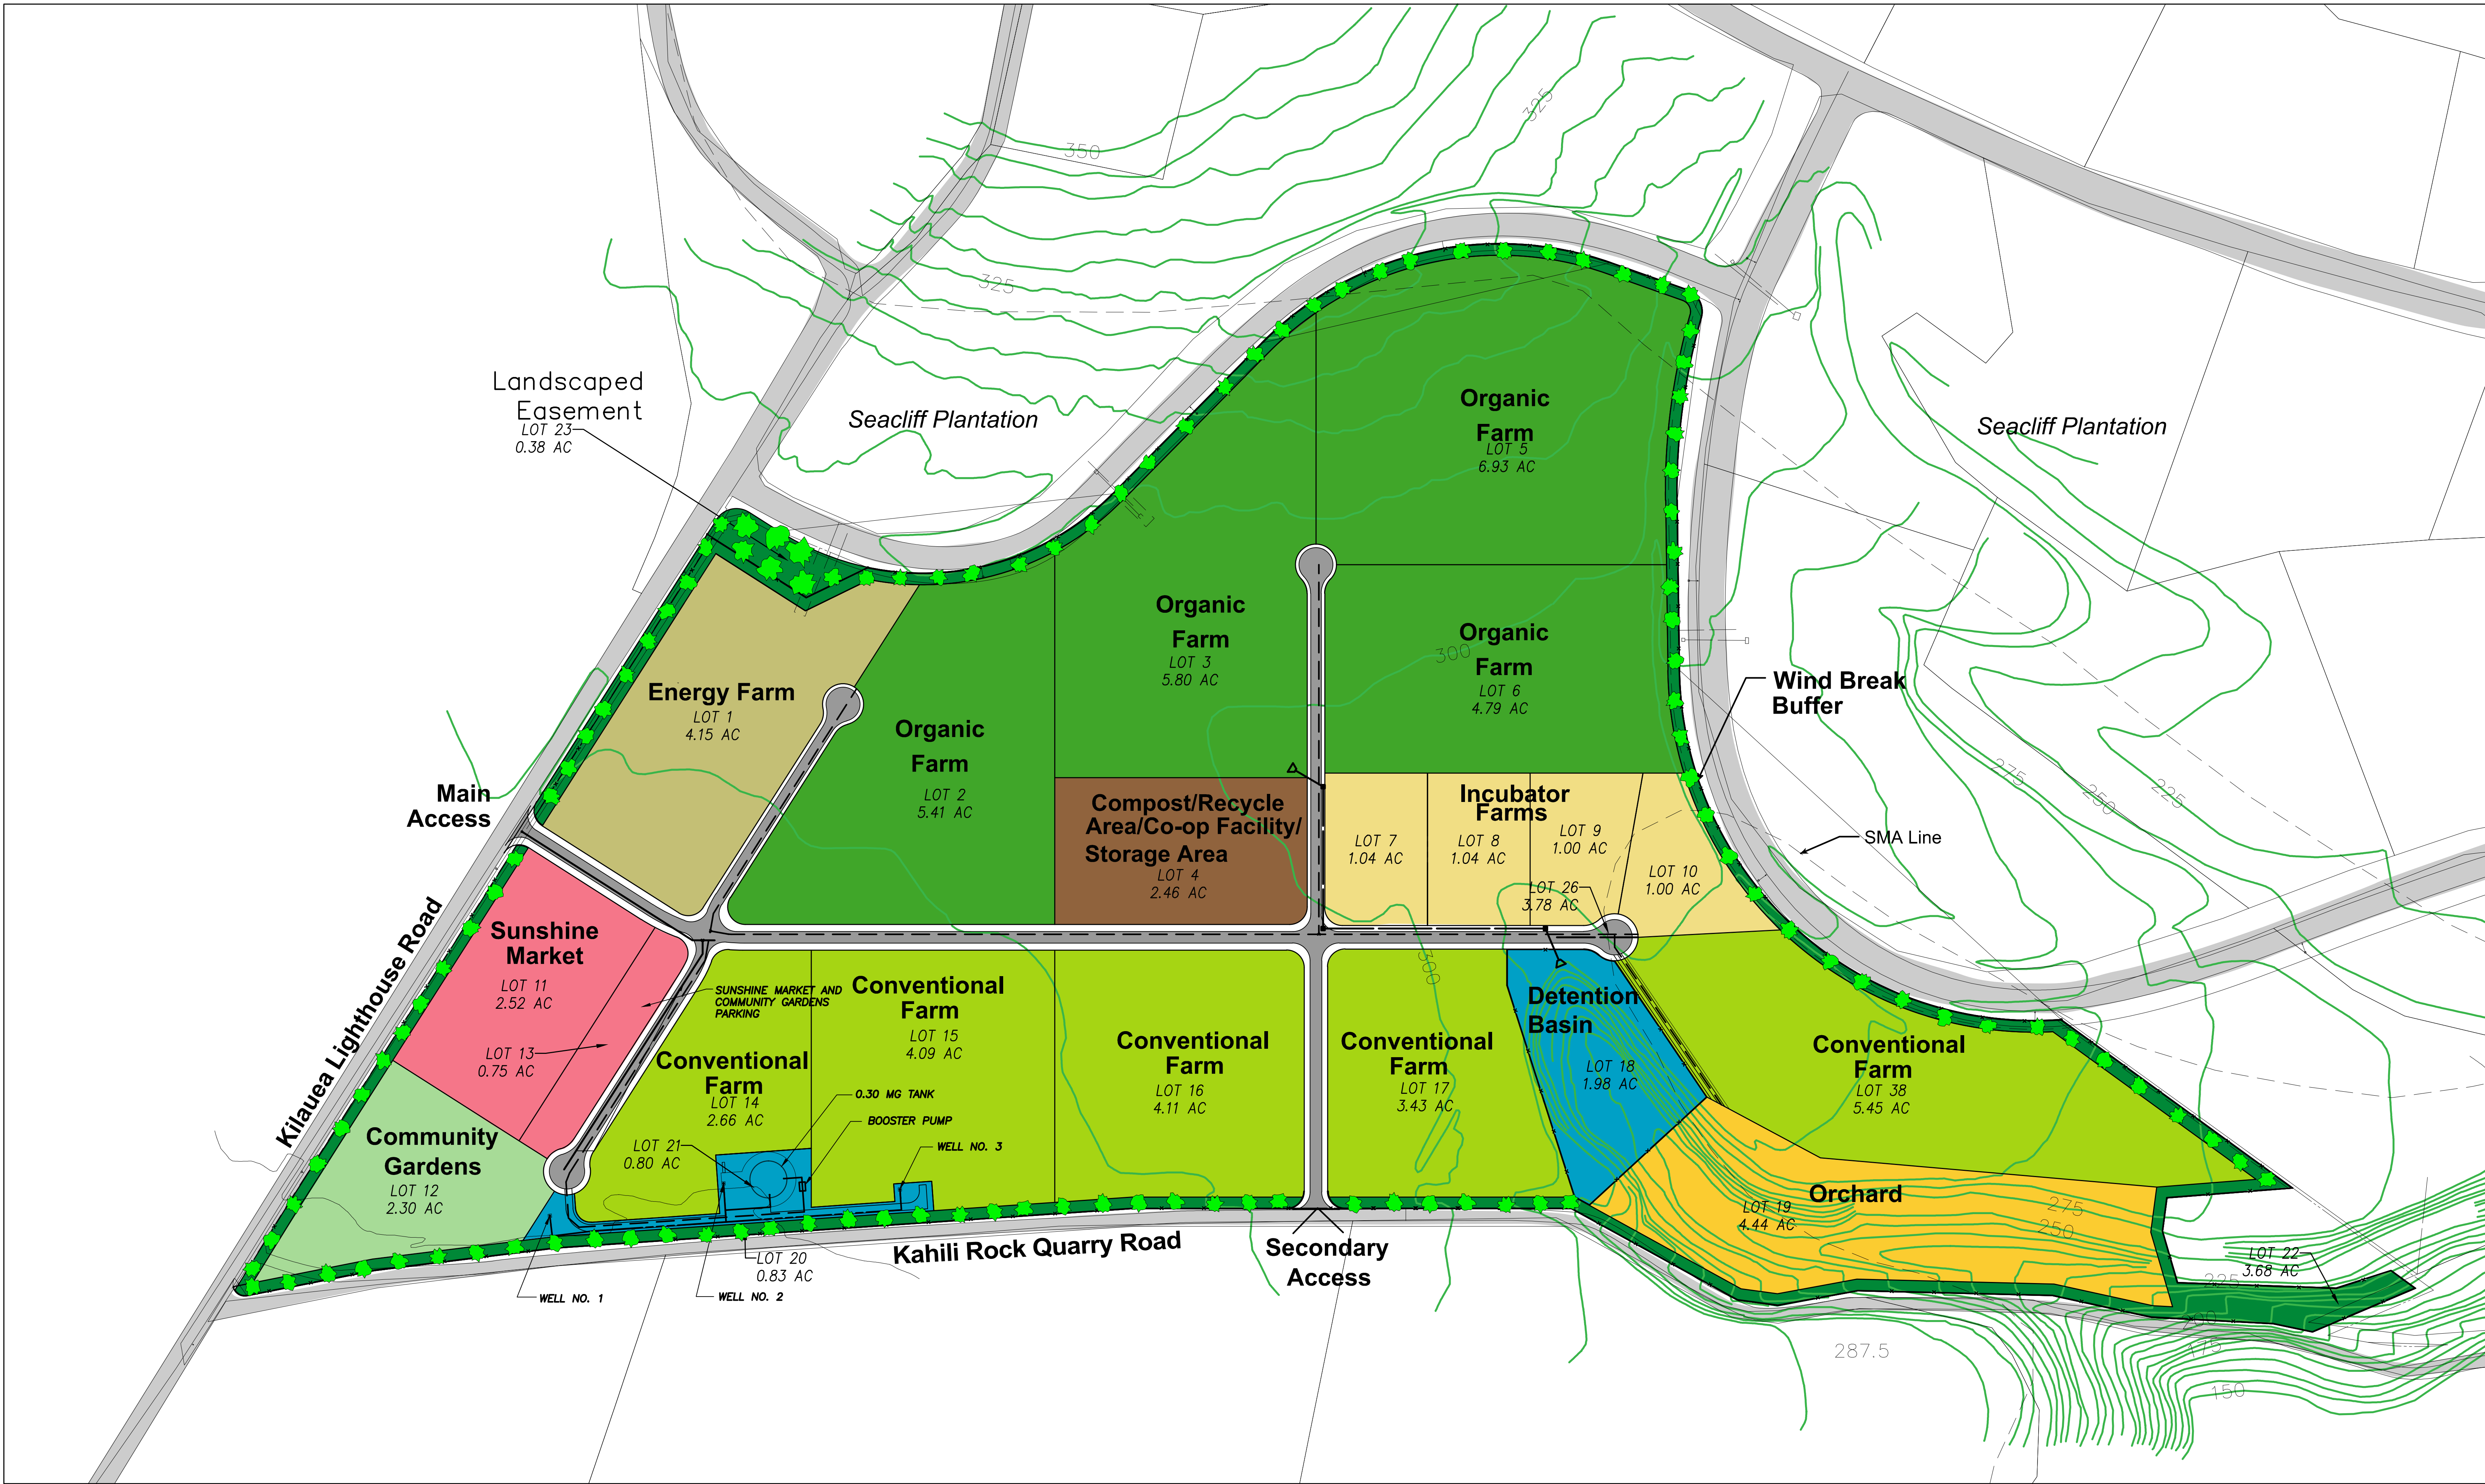 350
325
325
Landscaped
Easement
LOT 23
0.38 AC
Seacliff Plantation
Seacliff Plantation
Organic
Farm
LOT 5
6.93 AC
Organic
Farm
LOT 3
5.80 AC
Organic
Farm
LOT 6
4.79 AC
300
Energy Farm
LOT 1
4.15 AC
Organic
Farm
LOT 2
5.41 AC
Wind Break
Buffer
SMA Line
275
250
225
Main
Access
Compost/Recycle
Area/Co-op Facility/
Storage Area
LOT 4
2.46 AC
Incubator
Farms
LOT 7
1.04 AC
LOT 8
1.04 AC
LOT 9
1.00 AC
LOT 10
1.00 AC
LOT 26
3.78 AC
Kilauea Lighthouse Road
Sunshine
Market
LOT 11
2.52 AC
LOT 13
0.75 AC
SUNSHINE MARKET AND
COMMUNITY GARDENS
PARKING
Conventional
Farm
LOT 15
4.09 AC
Conventional
Farm
LOT 14
2.66 AC
Conventional
Farm
LOT 16
4.11 AC
300
Conventional
Farm
LOT 17
3.43 AC
Detention
Basin
LOT 18
1.98 AC
Conventional
Farm
LOT 38
5.45 AC
Community
Gardens
LOT 12
2.30 AC
LOT 21
0.80 AC
0.30 MG TANK
BOOSTER PUMP
WELL NO. 3
Orchard
LOT 19
4.44 AC
275
250
LOT 22
3.68 AC
225
200
175
150
287.5
Kahili Rock Quarry Road
Secondary
Access
LOT 20
0.83 AC
WELL NO. 1
WELL NO. 2